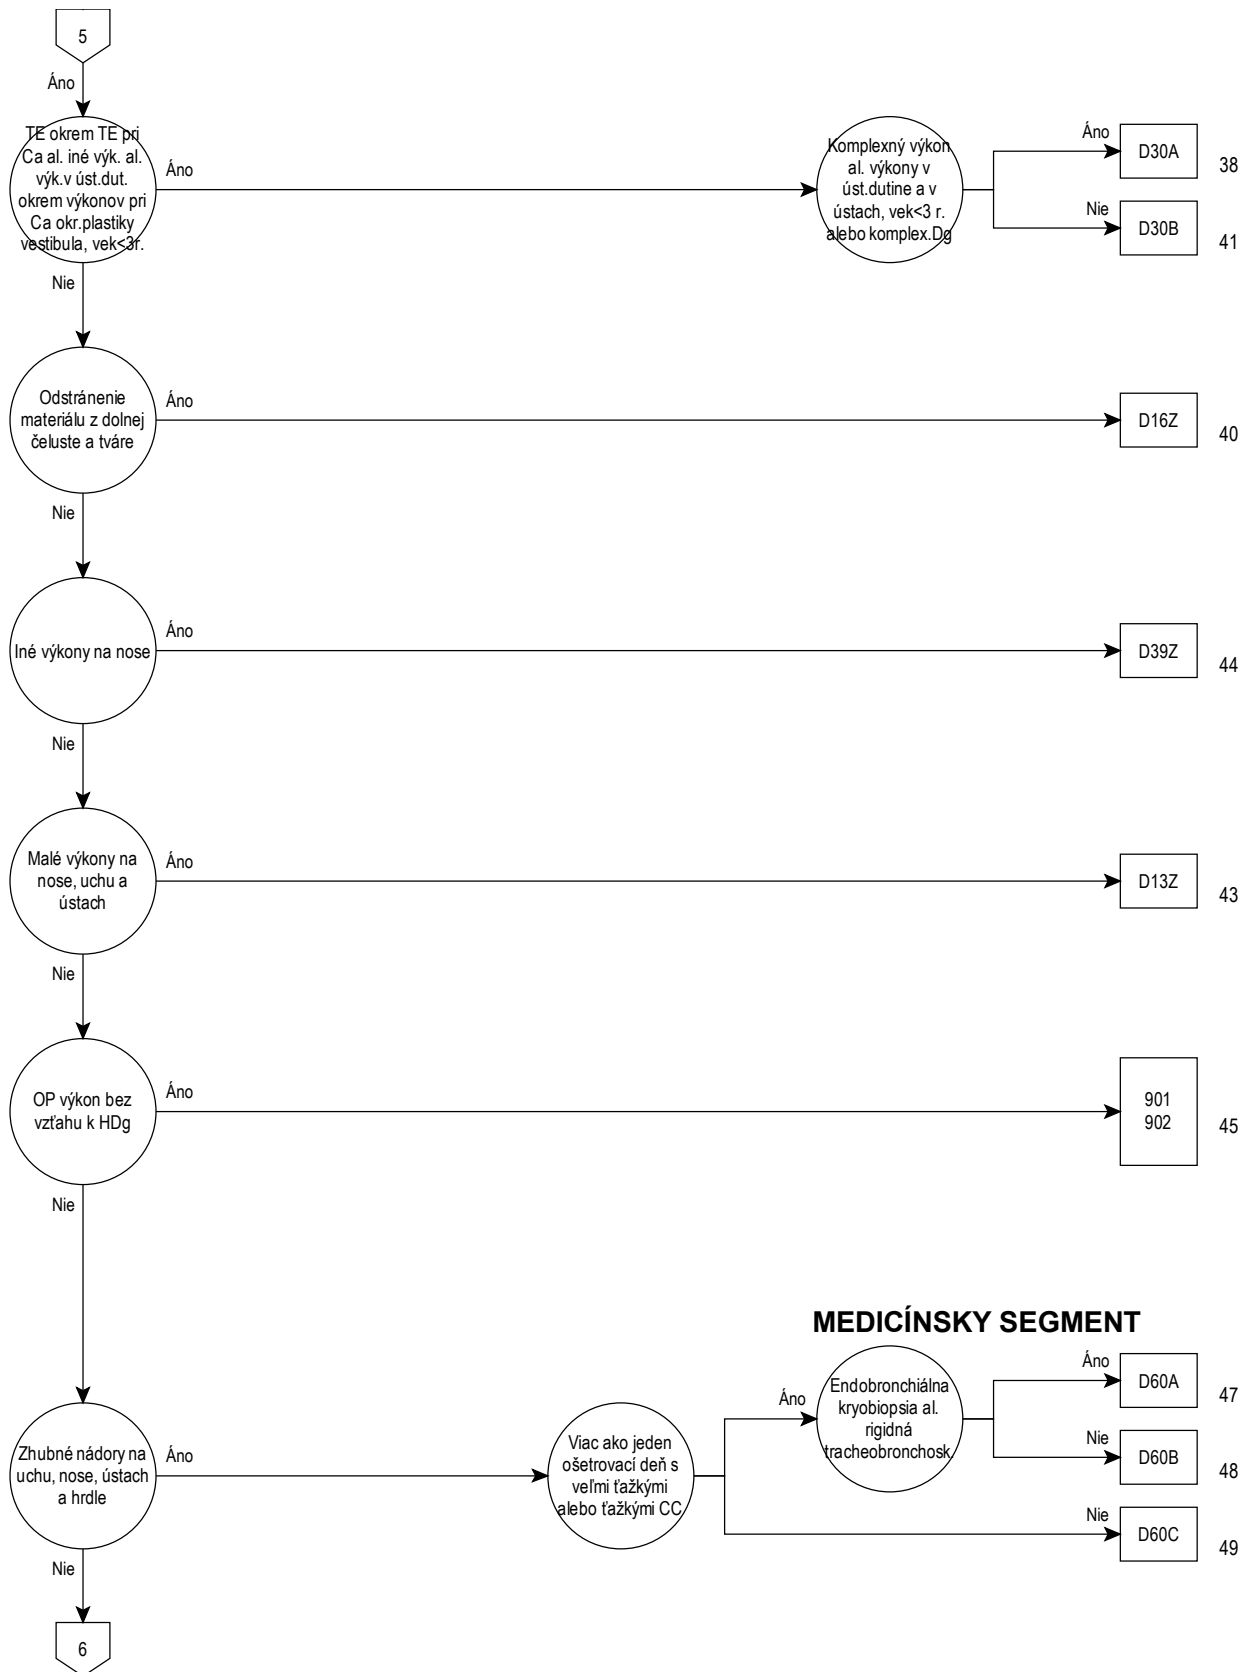 5
Áno
TE okrem TE pri
Ca al. iné výk. al.
výk.v úst.dut.
okrem výkonov pri
Ca okr.plastiky
vestibula, vek<3r.
Áno
Komplexný výkon
al. výkony v
úst.dutine a v
ústach, vek<3 r.
alebo komplex.Dg
Áno
D30A
38
Nie
D30B
41
Nie
Odstránenie
materiálu z dolnej
čeluste a tváre
Áno
D16Z
40
Nie
Iné výkony na nose
Áno
D39Z
44
Nie
Malé výkony na
nose, uchu a
ústach
Áno
D13Z
43
Nie
OP výkon bez
vzťahu k HDg
Áno
901
902
45
Nie
MEDICÍNSKY SEGMENT
Zhubné nádory na
uchu, nose, ústach
a hrdle
Áno
Viac ako jeden
ošetrovací deň s
veľmi ťažkými
alebo ťažkými CC
Áno
Endobronchiálna
kryobiopsia al.
rigidná
tracheobronchosk.
Áno
D60A
47
Nie
D60B
48
Nie
D60C
49
Nie
6